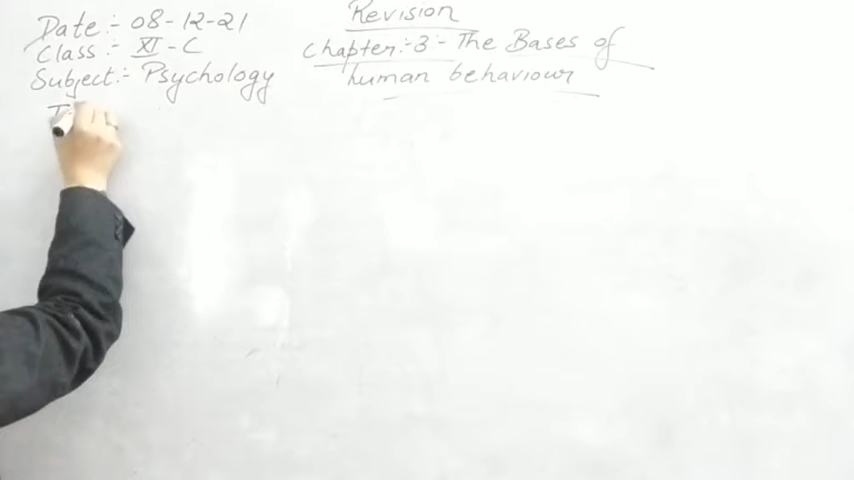 Date:- 08-12-21
Class:- XI-C
Subject:- Psychology
Revision
Chapter:-3:- The Bases of
human behaviour